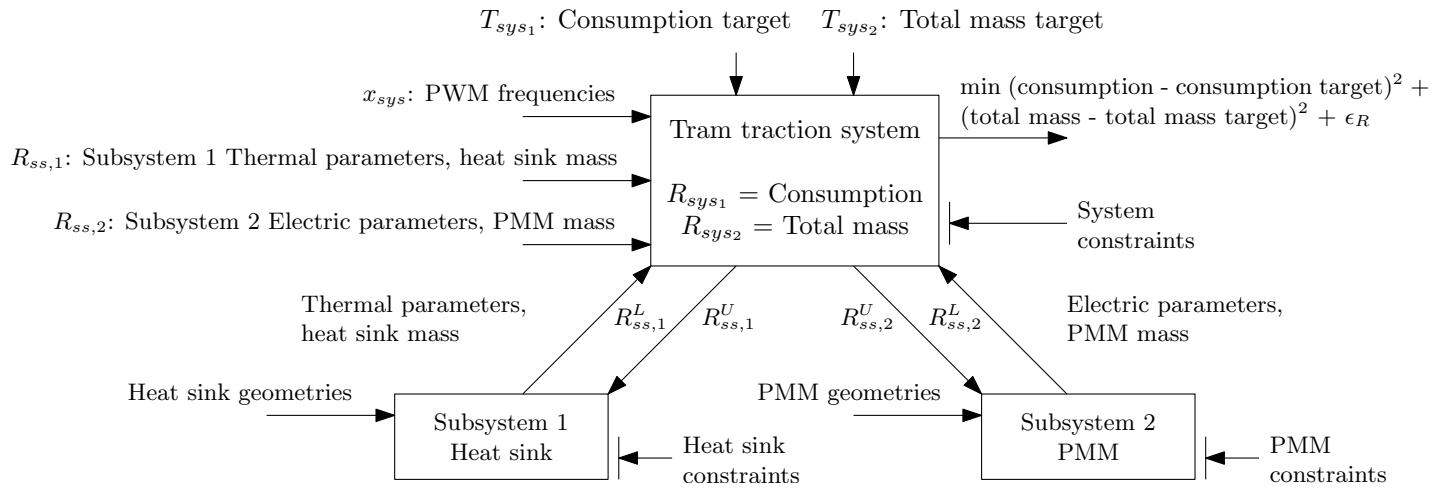 T_{sys_1}: Consumption target
T_{sys_2}: Total mass target
x_{sys}: PWM frequencies
min (consumption - consumption target)^2 +
(total mass - total mass target)^2 + ϵ_R
Tram traction system
R_{ss,1}: Subsystem 1 Thermal parameters, heat sink mass
R_{sys_1} = Consumption
R_{ss,2}: Subsystem 2 Electric parameters, PMM mass
R_{sys_2} = Total mass
System
constraints
Thermal parameters,
heat sink mass
R^L_{ss,1}
R^U_{ss,1}
R^U_{ss,2}
R^L_{ss,2}
Electric parameters,
PMM mass
Heat sink geometries
Subsystem 1
Heat sink
Heat sink
constraints
PMM geometries
Subsystem 2
PMM
PMM
constraints